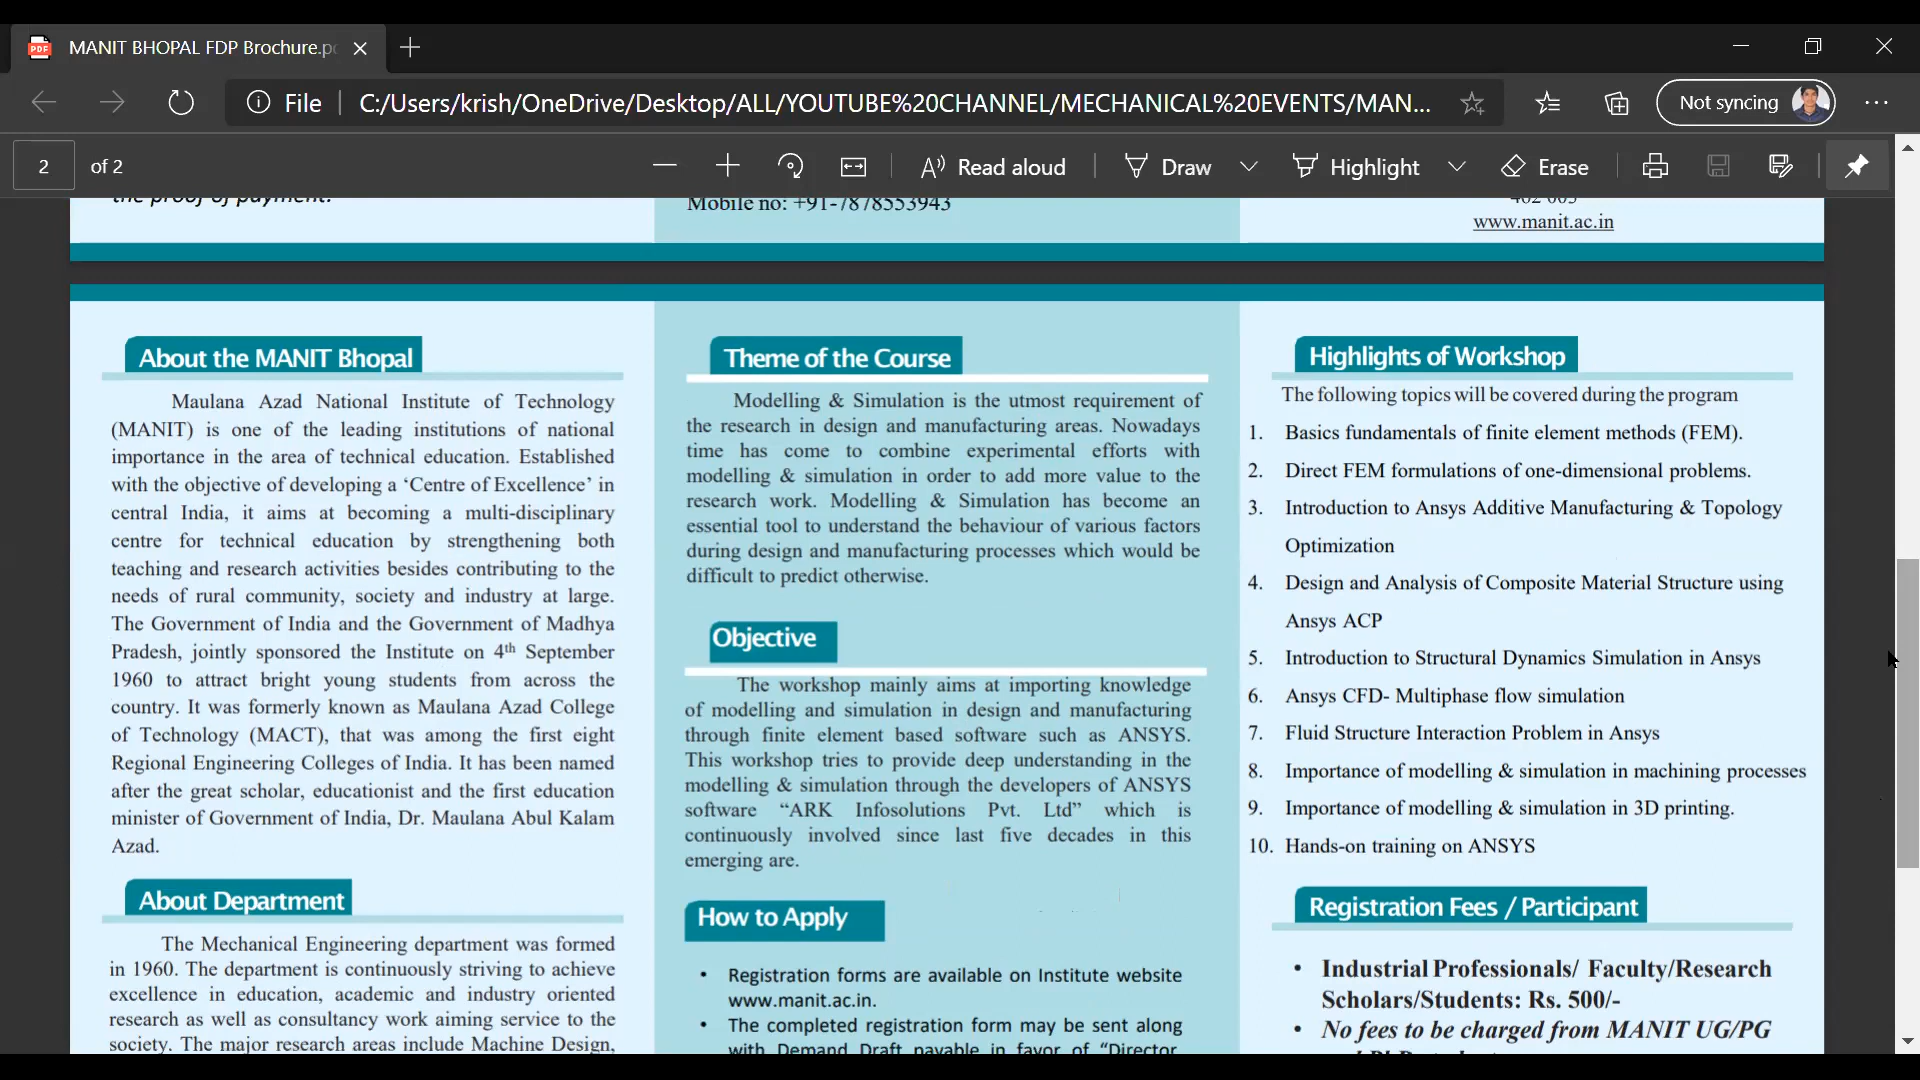 MANIT BHOPAL FDP Brochure.p
File
C:/Users/krish/OneDrive/Desktop/ALL/YOUTUBE%20CHANNEL/MECHANICAL%20EVENTS/MAN...
Not syncing
2
of 2
Read aloud
Draw
Highlight
Erase
the proof of payment.
Mobile no: +91-7878553943
462 003
www.manit.ac.in
About the MANIT Bhopal
Maulana Azad National Institute of Technology
(MANIT) is one of the leading institutions of national
importance in the area of technical education. Established
with the objective of developing a ‘Centre of Excellence’ in
central India, it aims at becoming a multi-disciplinary
centre for technical education by strengthening both
teaching and research activities besides contributing to the
needs of rural community, society and industry at large.
The Government of India and the Government of Madhya
Pradesh, jointly sponsored the Institute on 4th September
1960 to attract bright young students from across the
country. It was formerly known as Maulana Azad College
of Technology (MACT), that was among the first eight
Regional Engineering Colleges of India. It has been named
after the great scholar, educationist and the first education
minister of Government of India, Dr. Maulana Abul Kalam
Azad.
About Department
The Mechanical Engineering department was formed
in 1960. The department is continuously striving to achieve
excellence in education, academic and industry oriented
research as well as consultancy work aiming service to the
society. The major research areas include Machine Design,
Theme of the Course
Modelling & Simulation is the utmost requirement of
the research in design and manufacturing areas. Nowadays
time has come to combine experimental efforts with
modelling & simulation in order to add more value to the
research work. Modelling & Simulation has become an
essential tool to understand the behaviour of various factors
during design and manufacturing processes which would be
difficult to predict otherwise.
Objective
The workshop mainly aims at importing knowledge
of modelling and simulation in design and manufacturing
through finite element based software such as ANSYS.
This workshop tries to provide deep understanding in the
modelling & simulation through the developers of ANSYS
software “ARK Infosolutions Pvt. Ltd” which is
continuously involved since last five decades in this
emerging are.
How to Apply
• Registration forms are available on Institute website
www.manit.ac.in.
• The completed registration form may be sent along
with Demand Draft payable in favor of “Director,
Highlights of Workshop
The following topics will be covered during the program
1. Basics fundamentals of finite element methods (FEM).
2. Direct FEM formulations of one-dimensional problems.
3. Introduction to Ansys Additive Manufacturing & Topology
Optimization
4. Design and Analysis of Composite Material Structure using
Ansys ACP
5. Introduction to Structural Dynamics Simulation in Ansys
6. Ansys CFD- Multiphase flow simulation
7. Fluid Structure Interaction Problem in Ansys
8. Importance of modelling & simulation in machining processes
9. Importance of modelling & simulation in 3D printing.
10. Hands-on training on ANSYS
Registration Fees / Participant
• Industrial Professionals/ Faculty/Research
Scholars/Students: Rs. 500/-
• No fees to be charged from MANIT UG/PG